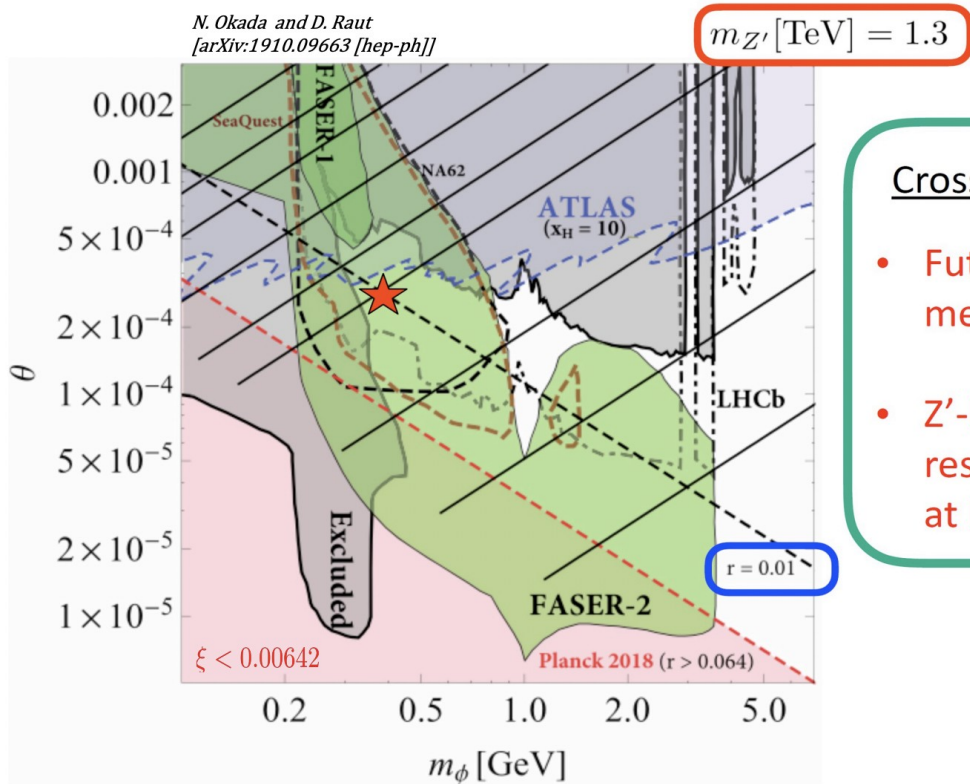 N. Okada and D. Raut
[arXiv:1910.09663 [hep-ph]]
m_{Z'} [TeV] = 1.3
0.002
0.001
5 × 10⁻⁴
2 × 10⁻⁴
1 × 10⁻⁴
5 × 10⁻⁵
2 × 10⁻⁵
1 × 10⁻⁵
θ
SeaQuest
FASER-1
NA62
ATLAS
(x_H = 10)
LHCb
Excluded
r = 0.01
FASER-2
ξ < 0.00642
Planck 2018 (r > 0.064)
0.2
0.5
1.0
2.0
5.0
m_ϕ [GeV]
Cros
• Fut
me
• Z'-
res
at